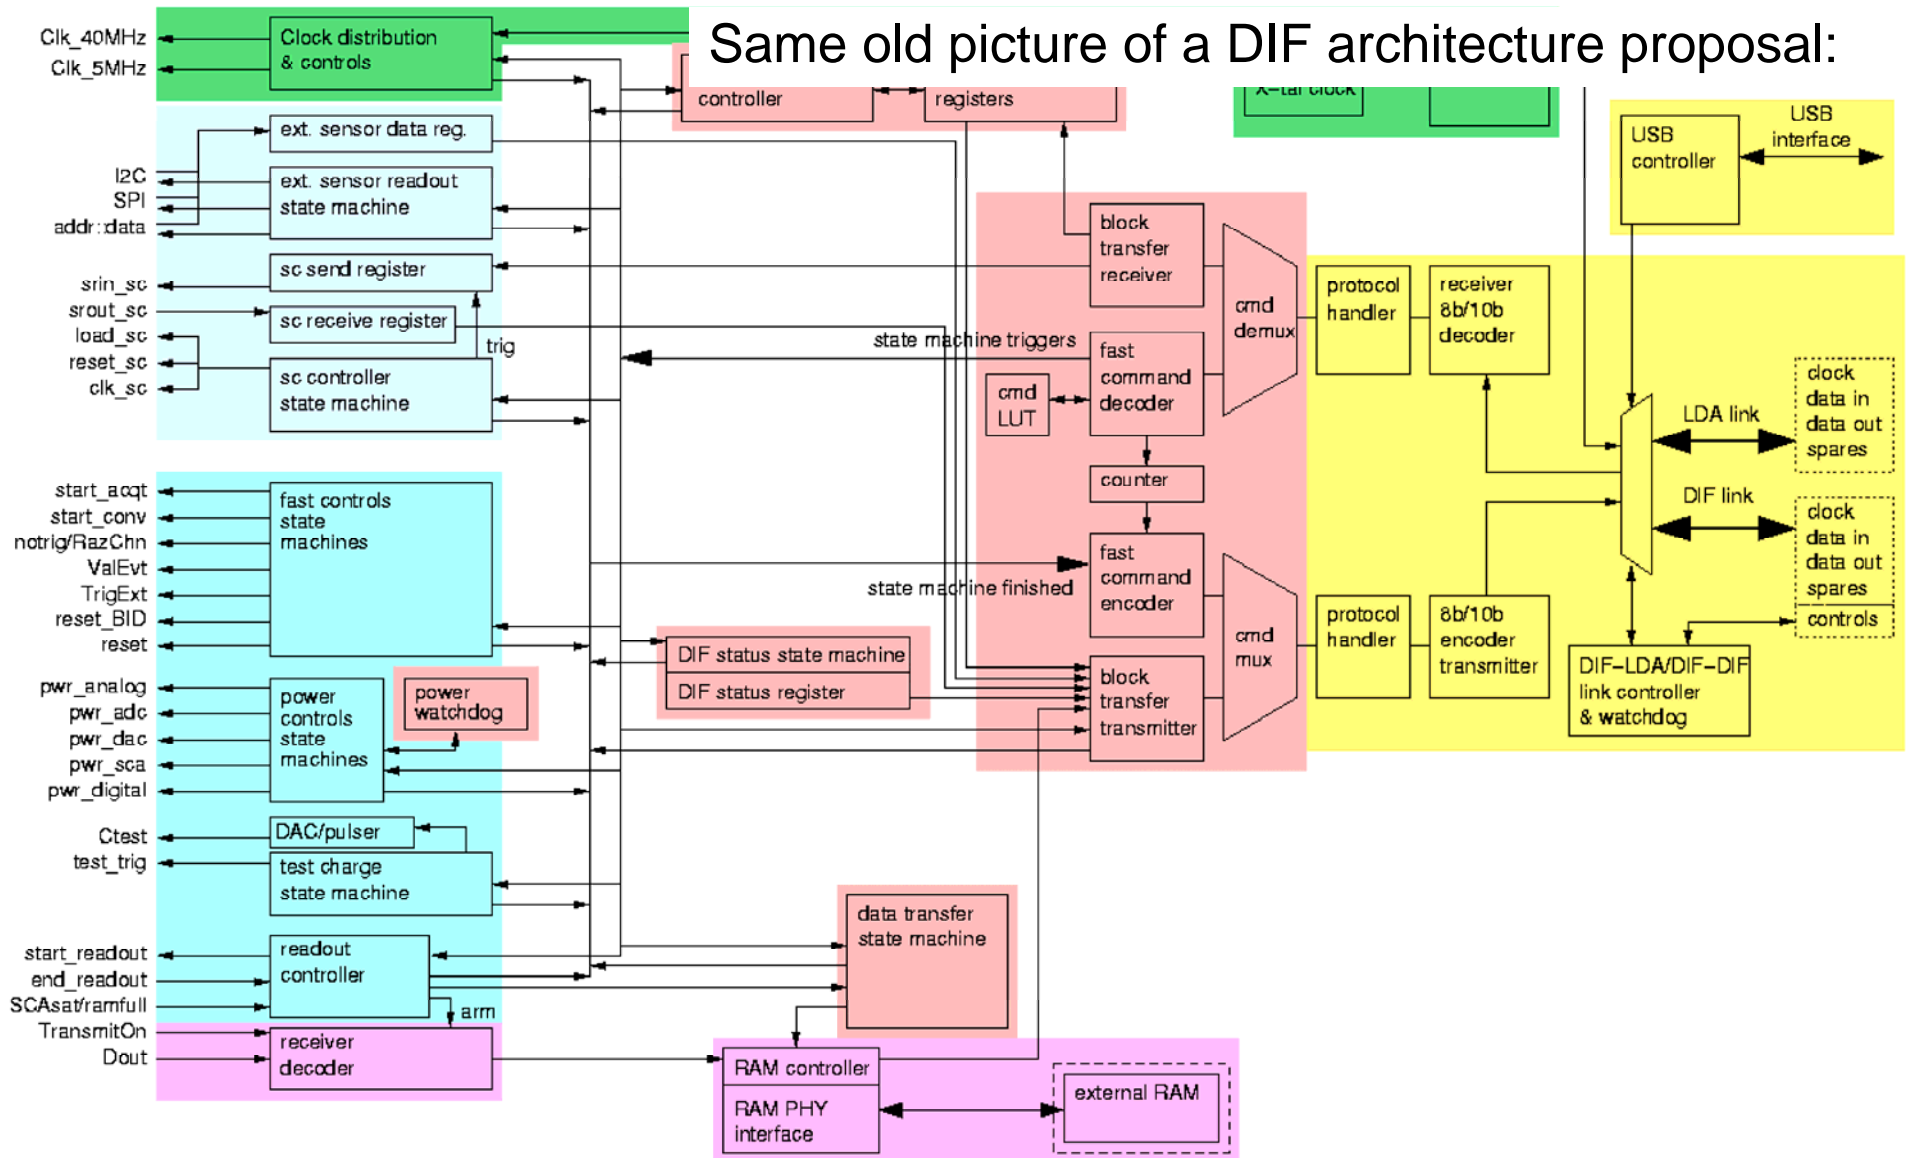 Same old picture of a DIF architecture proposal:
Clk_40MHz
Clk_5MHz
Clock distribution
& controls
controller
registers
X-tal clock
USB
controller
USB
interface
I2C
SPI
addr::data
ext. sensor data reg.
ext. sensor readout
state machine
srin_sc
srout_sc
load_sc
reset_sc
clk_sc
sc send register
sc receive register
trig
sc controller
state machine
block
transfer
receiver
cmd
demux
state machine triggers
fast
command
decoder
cmd
LUT
counter
protocol
handler
receiver
8b/10b
decoder
LDA link
clock
data in
data out
spares
DIF link
clock
data in
data out
spares
controls
start_acqt
start_conv
notrig/RazChn
ValEvt
TrigExt
reset_BID
reset
fast controls
state
machines
state machine finished
fast
command
encoder
cmd
mux
protocol
handler
8b/10b
encoder
transmitter
DIF-LDA/DIF-DIF
link controller
& watchdog
DIF status state machine
DIF status register
block
transfer
transmitter
pwr_analog
pwr_adc
pwr_dac
pwr_sca
pwr_digital
power
controls
state
machines
power
watchdog
Ctest
test_trig
DAC/pulser
test charge
state machine
start_readout
end_readout
SCAsat/ramfull
TransmitOn
Dout
readout
controller
arm
receiver
decoder
data transfer
state machine
RAM controller
RAM PHY
interface
external RAM